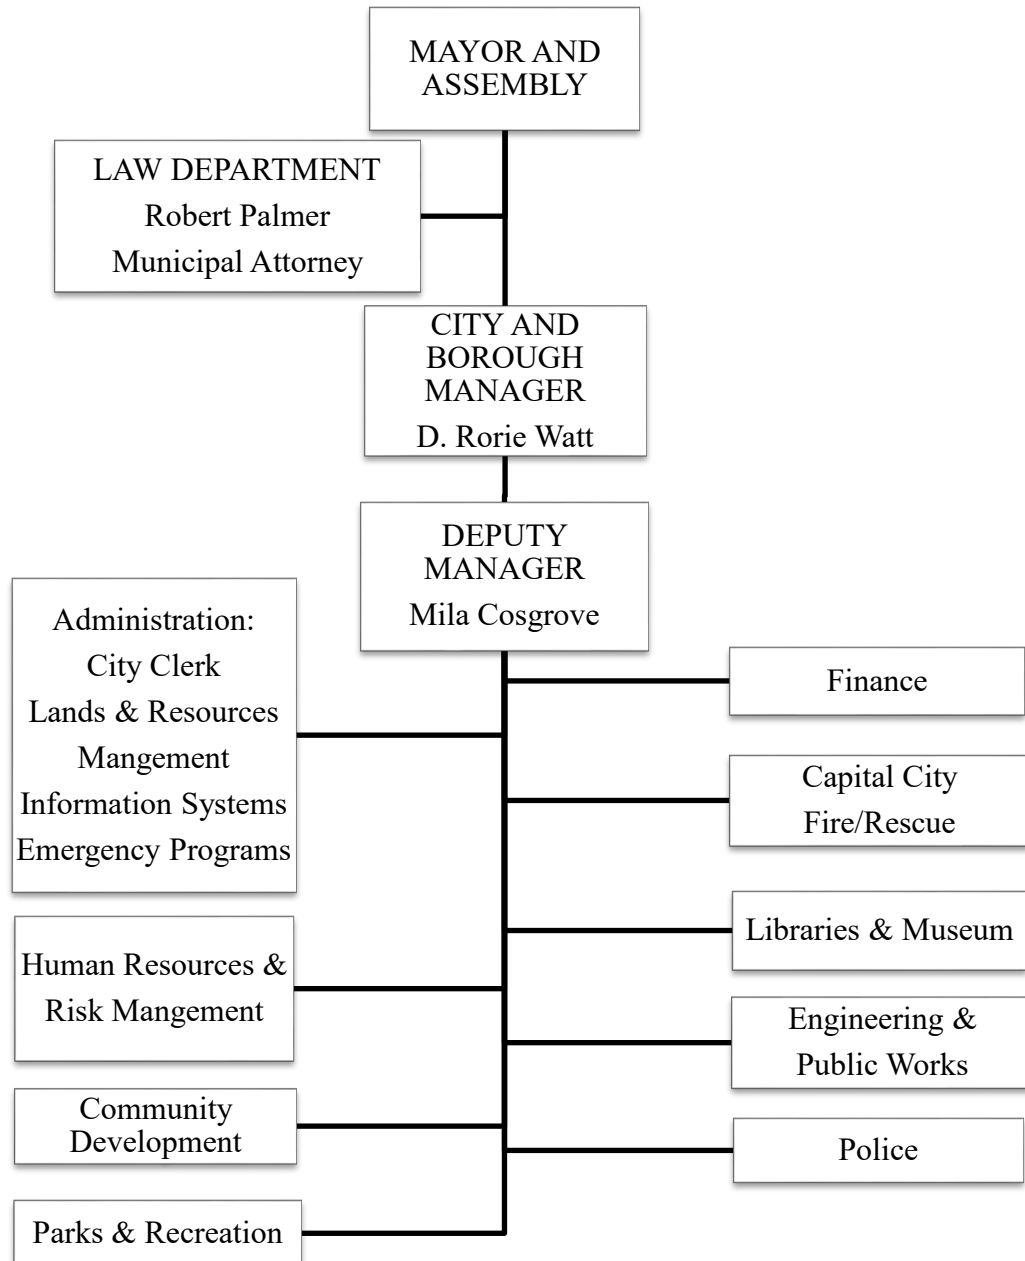 MAYOR AND
ASSEMBLY
LAW DEPARTMENT
Robert Palmer
Municipal Attorney
CITY AND
BOROUGH
MANAGER
D. Rorie Watt
DEPUTY
MANAGER
Mila Cosgrove
Administration:
City Clerk
Lands & Resources
Mangement
Information Systems
Emergency Programs
Human Resources &
Risk Mangement
Community
Development
Parks & Recreation
Finance
Capital City
Fire/Rescue
Libraries & Museum
Engineering &
Public Works
Police